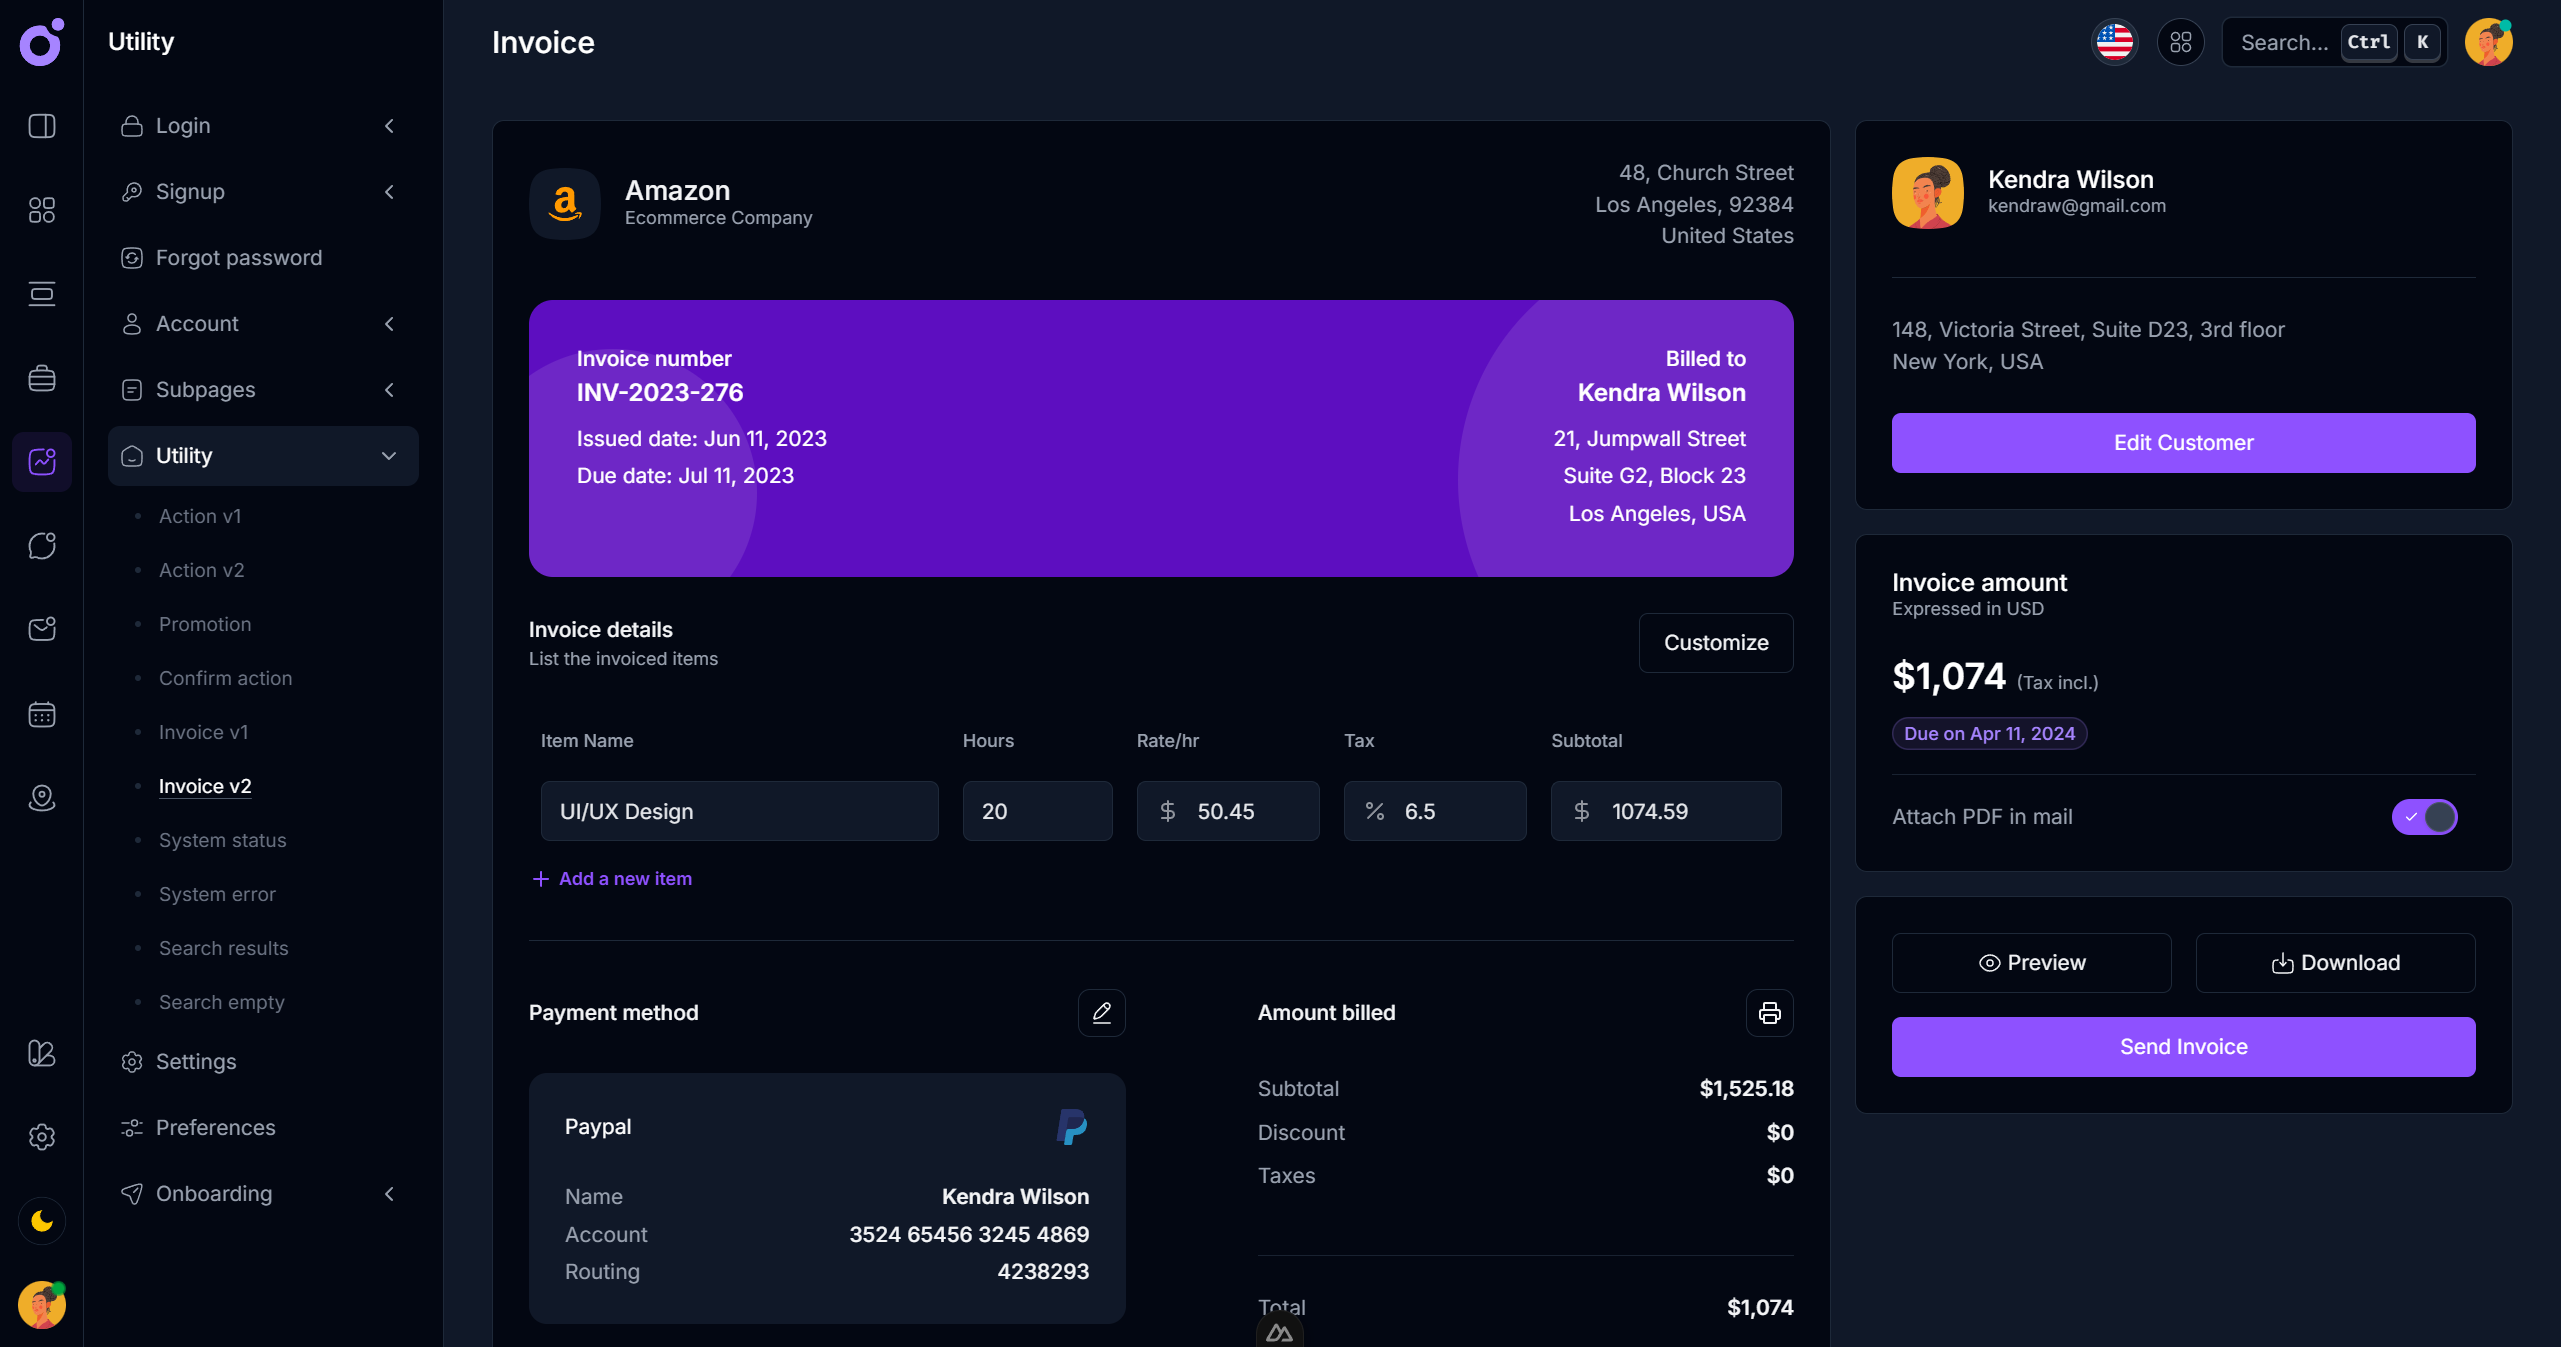 Utility
Login
Signup
Forgot password
Account
Subpages
Utility
Action v1
Action v2
Promotion
Confirm action
Invoice v1
Invoice v2
System status
System error
Search results
Search empty
Settings
Preferences
Onboarding
Invoice
Search... Ctrl K
a
Amazon
Ecommerce Company
48, Church Street
Los Angeles, 92384
United States
Invoice number
INV-2023-276
Issued date: Jun 11, 2023
Due date: Jul 11, 2023
Billed to
Kendra Wilson
21, Jumpwall Street
Suite G2, Block 23
Los Angeles, USA
Invoice details
List the invoiced items
Customize
Item Name Hours Rate/hr Tax Subtotal
UI/UX Design 20 $ 50.45 % 6.5 $ 1074.59
+ Add a new item
Payment method
Paypal
Name Kendra Wilson
Account 3524 65456 3245 4869
Routing 4238293
Amount billed
Subtotal $1,525.18
Discount $0
Taxes $0
Total $1,074
Kendra Wilson
kendraw@gmail.com
148, Victoria Street, Suite D23, 3rd floor
New York, USA
Edit Customer
Invoice amount
Expressed in USD
$1,074 (Tax incl.)
Due on Apr 11, 2024
Attach PDF in mail
Preview
Download
Send Invoice